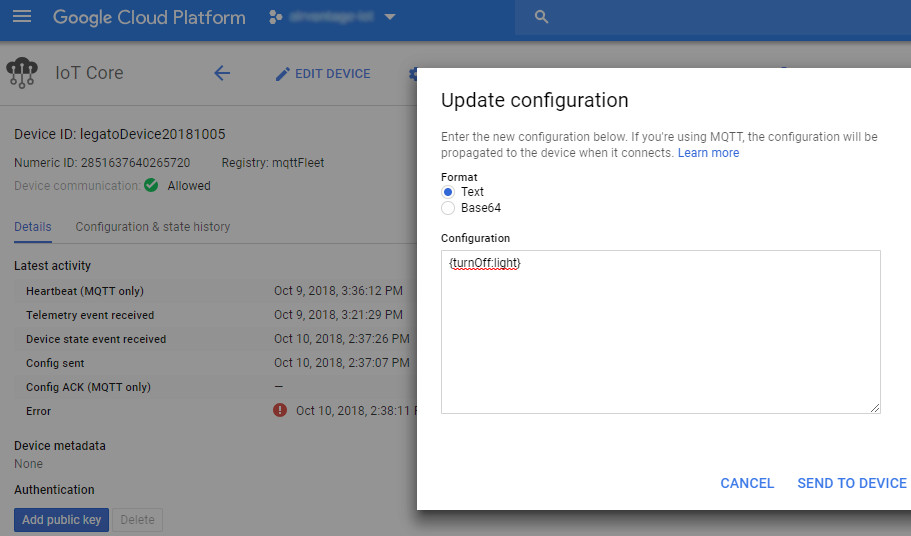 Google Cloud Platform
IoT Core
EDIT DEVICE
Device ID: legatoDevice20181005
Numeric ID: 2851637640265720 Registry: mqttFleet
Device communication: Allowed
Details Configuration & state history
Latest activity
Heartbeat (MQTT only) Oct 9, 2018, 3:36:12 PM
Telemetry event received Oct 9, 2018, 3:21:29 PM
Device state event received Oct 10, 2018, 2:37:26 PM
Config sent Oct 10, 2018, 2:37:07 PM
Config ACK (MQTT only) —
Error Oct 10, 2018, 2:38:11
Device metadata
None
Authentication
Add public key Delete
Update configuration
Enter the new configuration below. If you're using MQTT, the configuration will be
propagated to the device when it connects. Learn more
Format
Text
Base64
Configuration
{turnOff:light}
CANCEL SEND TO DEVICE